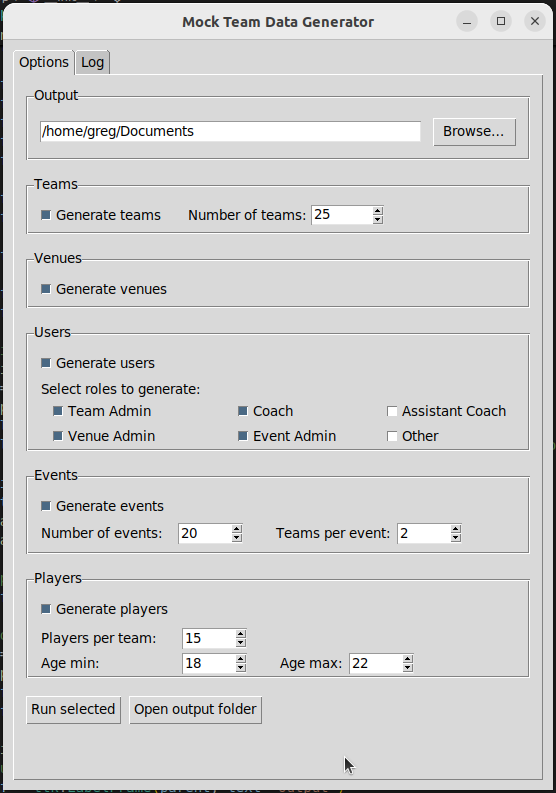 Mock Team Data Generator
Options Log
Output
/home/greg/Documents Browse...
Teams
Generate teams Number of teams: 25
Venues
Generate venues
Users
Generate users
Select roles to generate:
Team Admin Coach Assistant Coach
Venue Admin Event Admin Other
Events
Generate events
Number of events: 20 Teams per event: 2
Players
Generate players
Players per team: 15
Age min: 18 Age max: 22
Run selected Open output folder